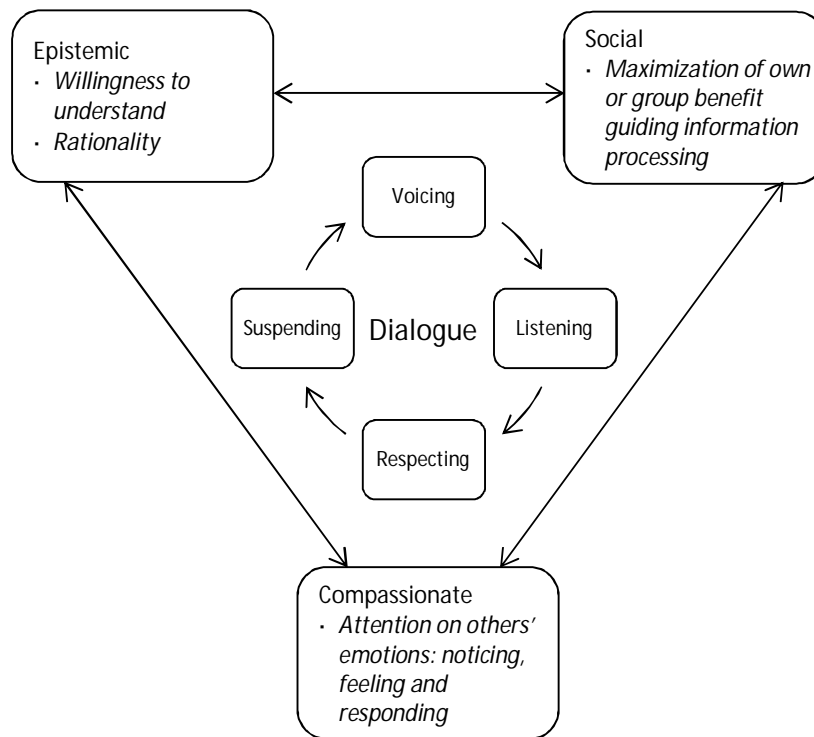 Epistemic
· Willingness to
understand
· Rationality
Social
· Maximization of own
or group benefit
guiding information
processing
Voicing
Suspending
Dialogue
Listening
Respecting
Compassionate
· Attention on others’
emotions: noticing,
feeling and
responding